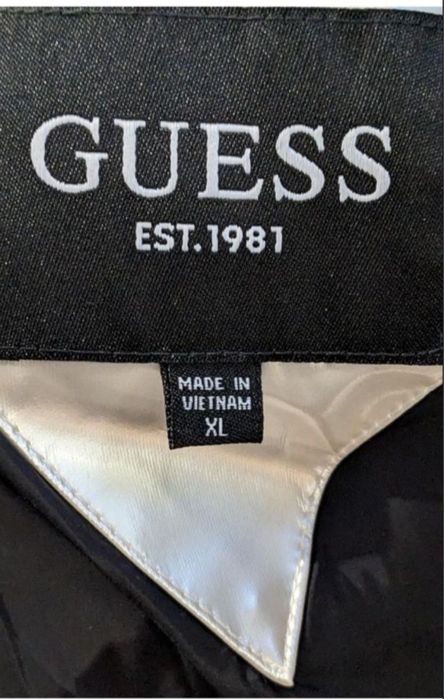 GUESS
EST.1981
MADE IN
VIETNAM
XL